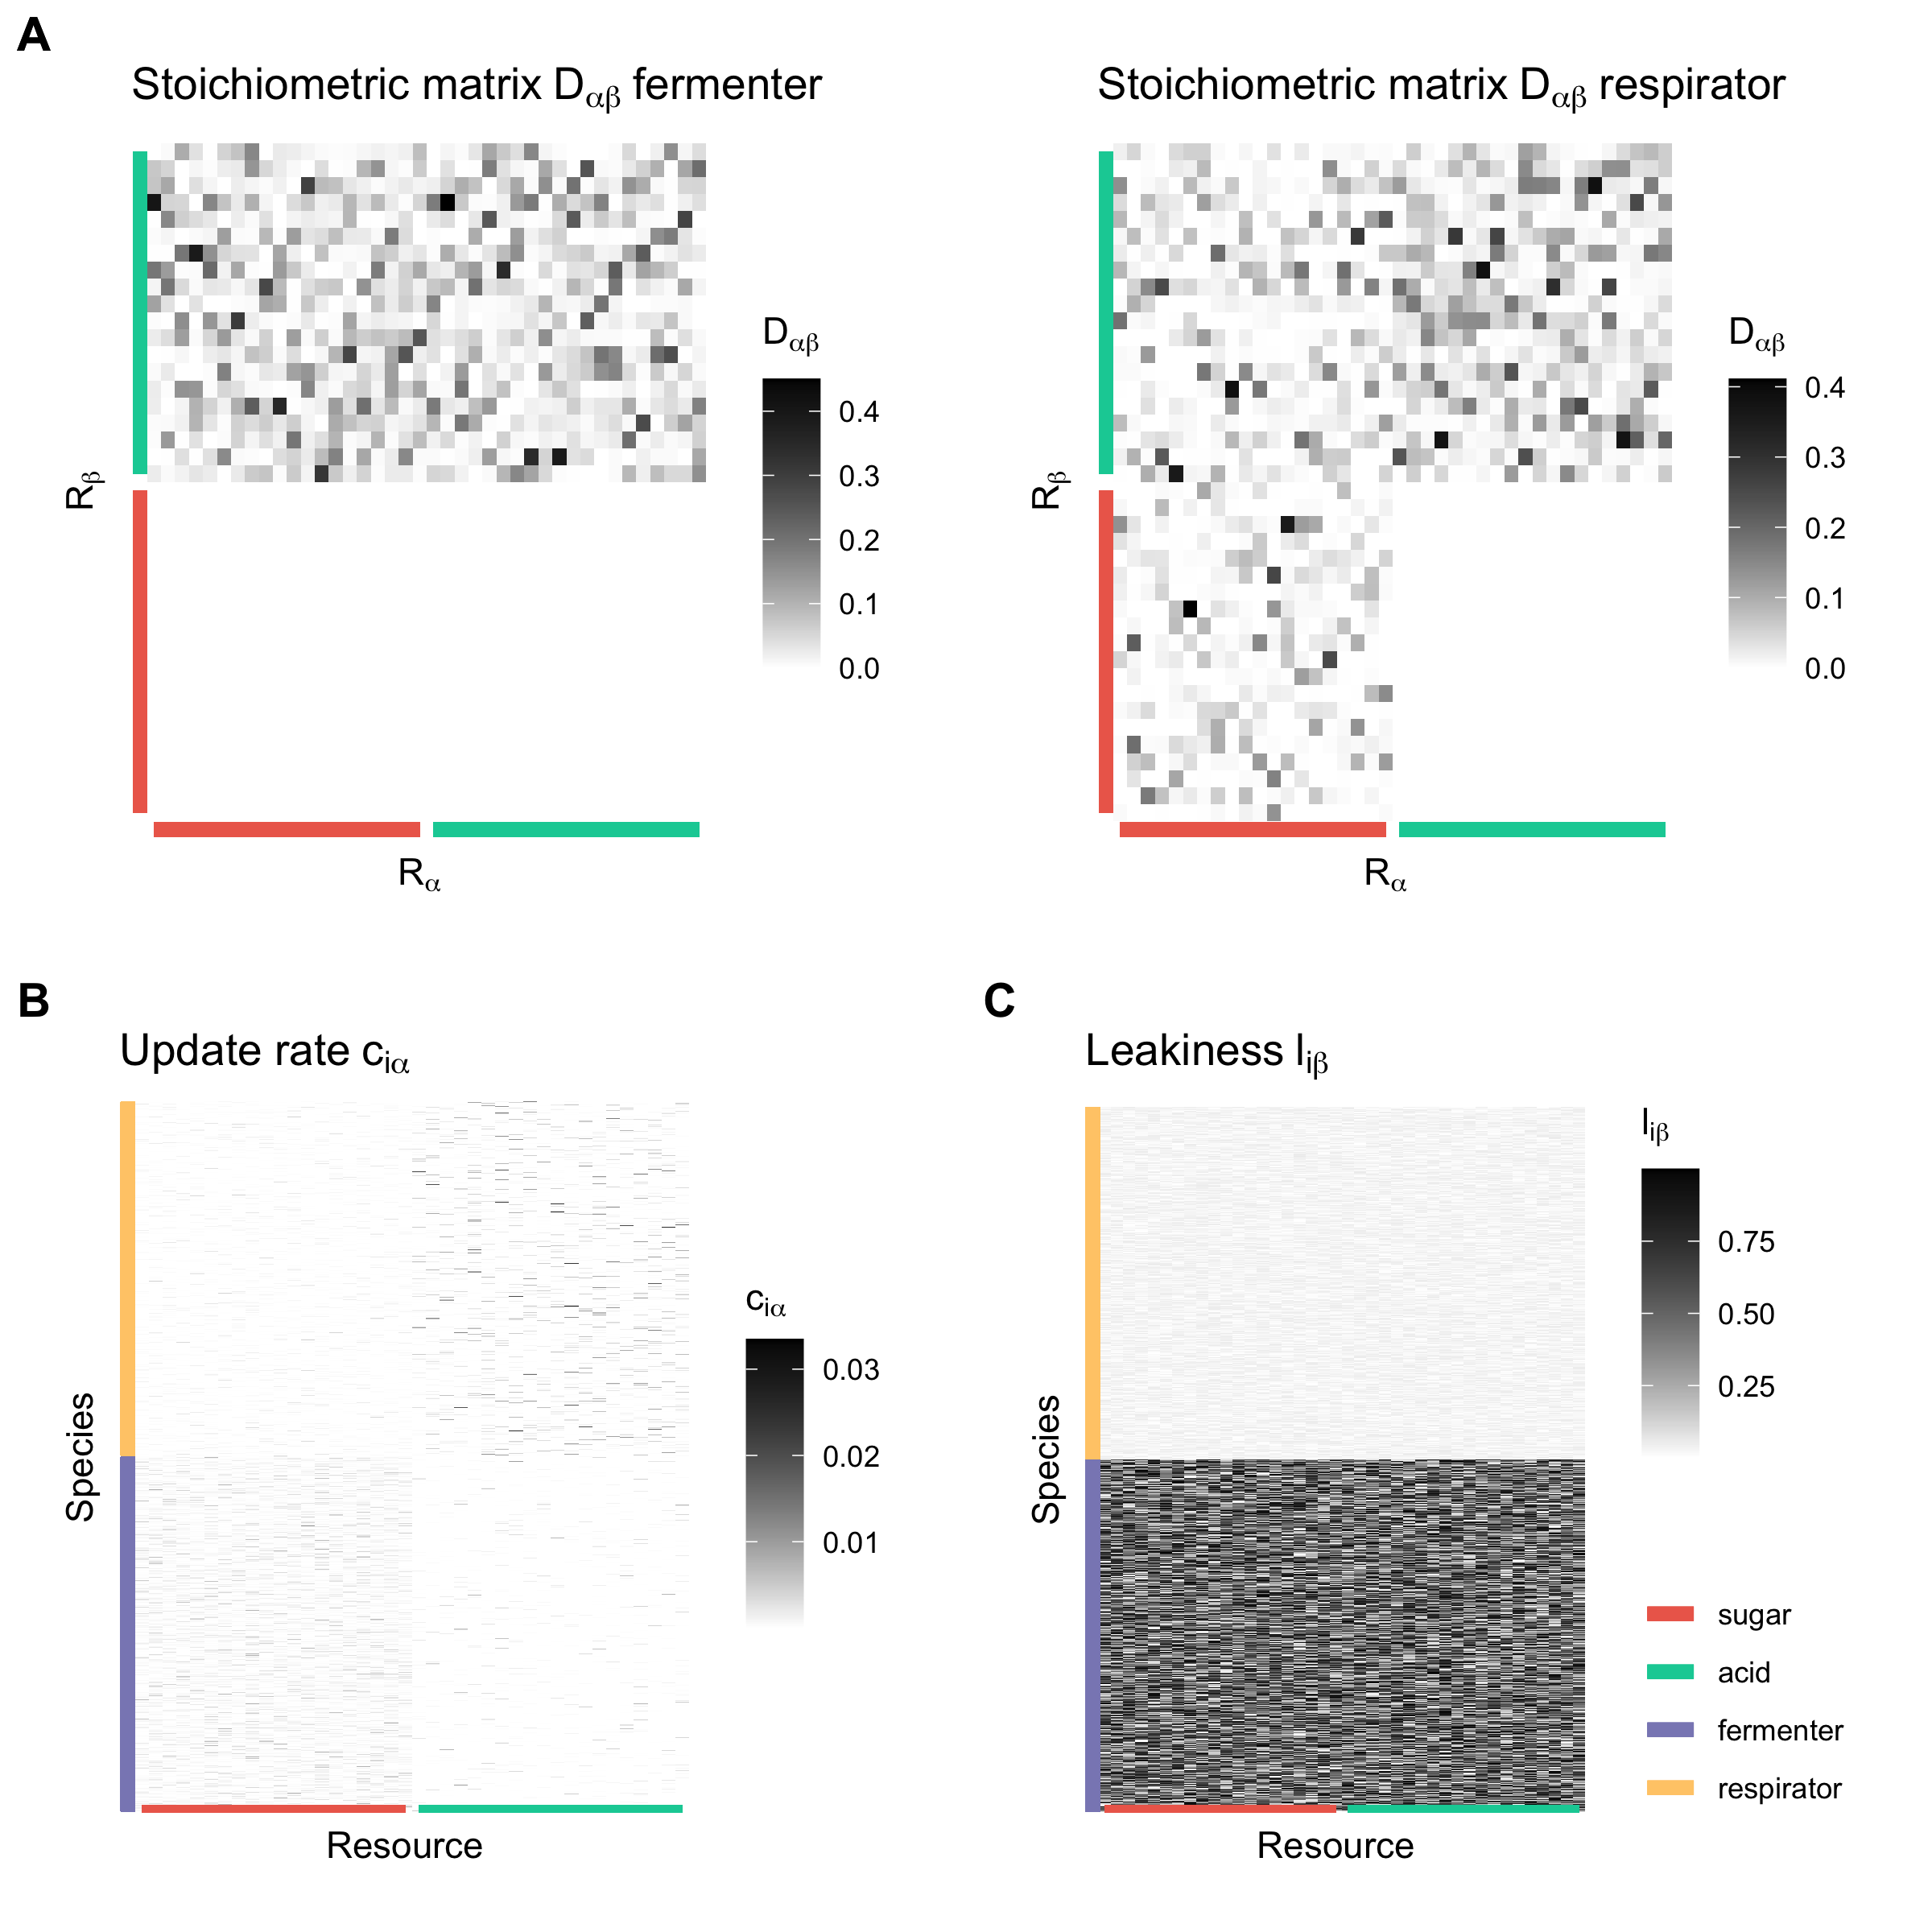 A
Stoichiometric matrix Dαβ fermenter
Rβ
Rα
Dαβ
0.4
0.3
0.2
0.1
0.0
Stoichiometric matrix Dαβ respirator
Rβ
Rα
Dαβ
0.4
0.3
0.2
0.1
0.0
B
Update rate ciα
Species
Resource
ciα
0.03
0.02
0.01
C
Leakiness liβ
Species
Resource
liβ
0.75
0.50
0.25
sugar
acid
fermenter
respirator